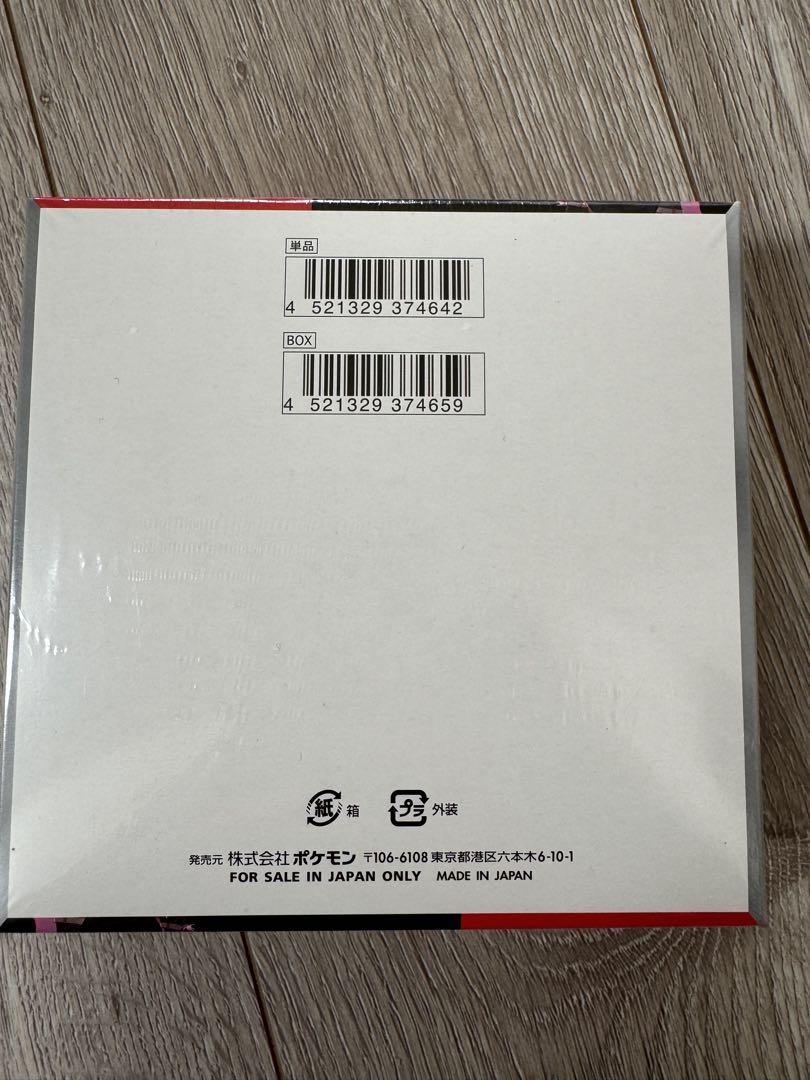 単品
4 521329 374642
BOX
4 521329 374659
紙 箱 プラ 外装
発売元 株式会社 ポケモン 〒106-6108 東京都港区六本木6-10-1
FOR SALE IN JAPAN ONLY MADE IN JAPAN